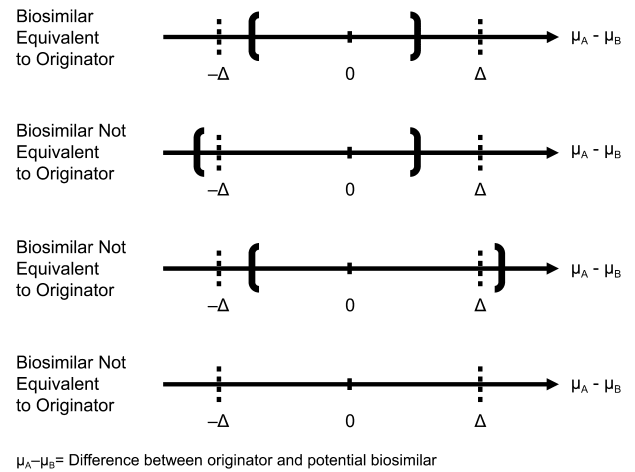 Biosimilar
Equivalent
to Originator
–Δ 0 Δ
μA - μB
Biosimilar Not
Equivalent
to Originator
–Δ 0 Δ
μA - μB
Biosimilar Not
Equivalent
to Originator
–Δ 0 Δ
μA - μB
Biosimilar Not
Equivalent
to Originator
–Δ 0 Δ
μA - μB
μA–μB= Difference between originator and potential biosimilar